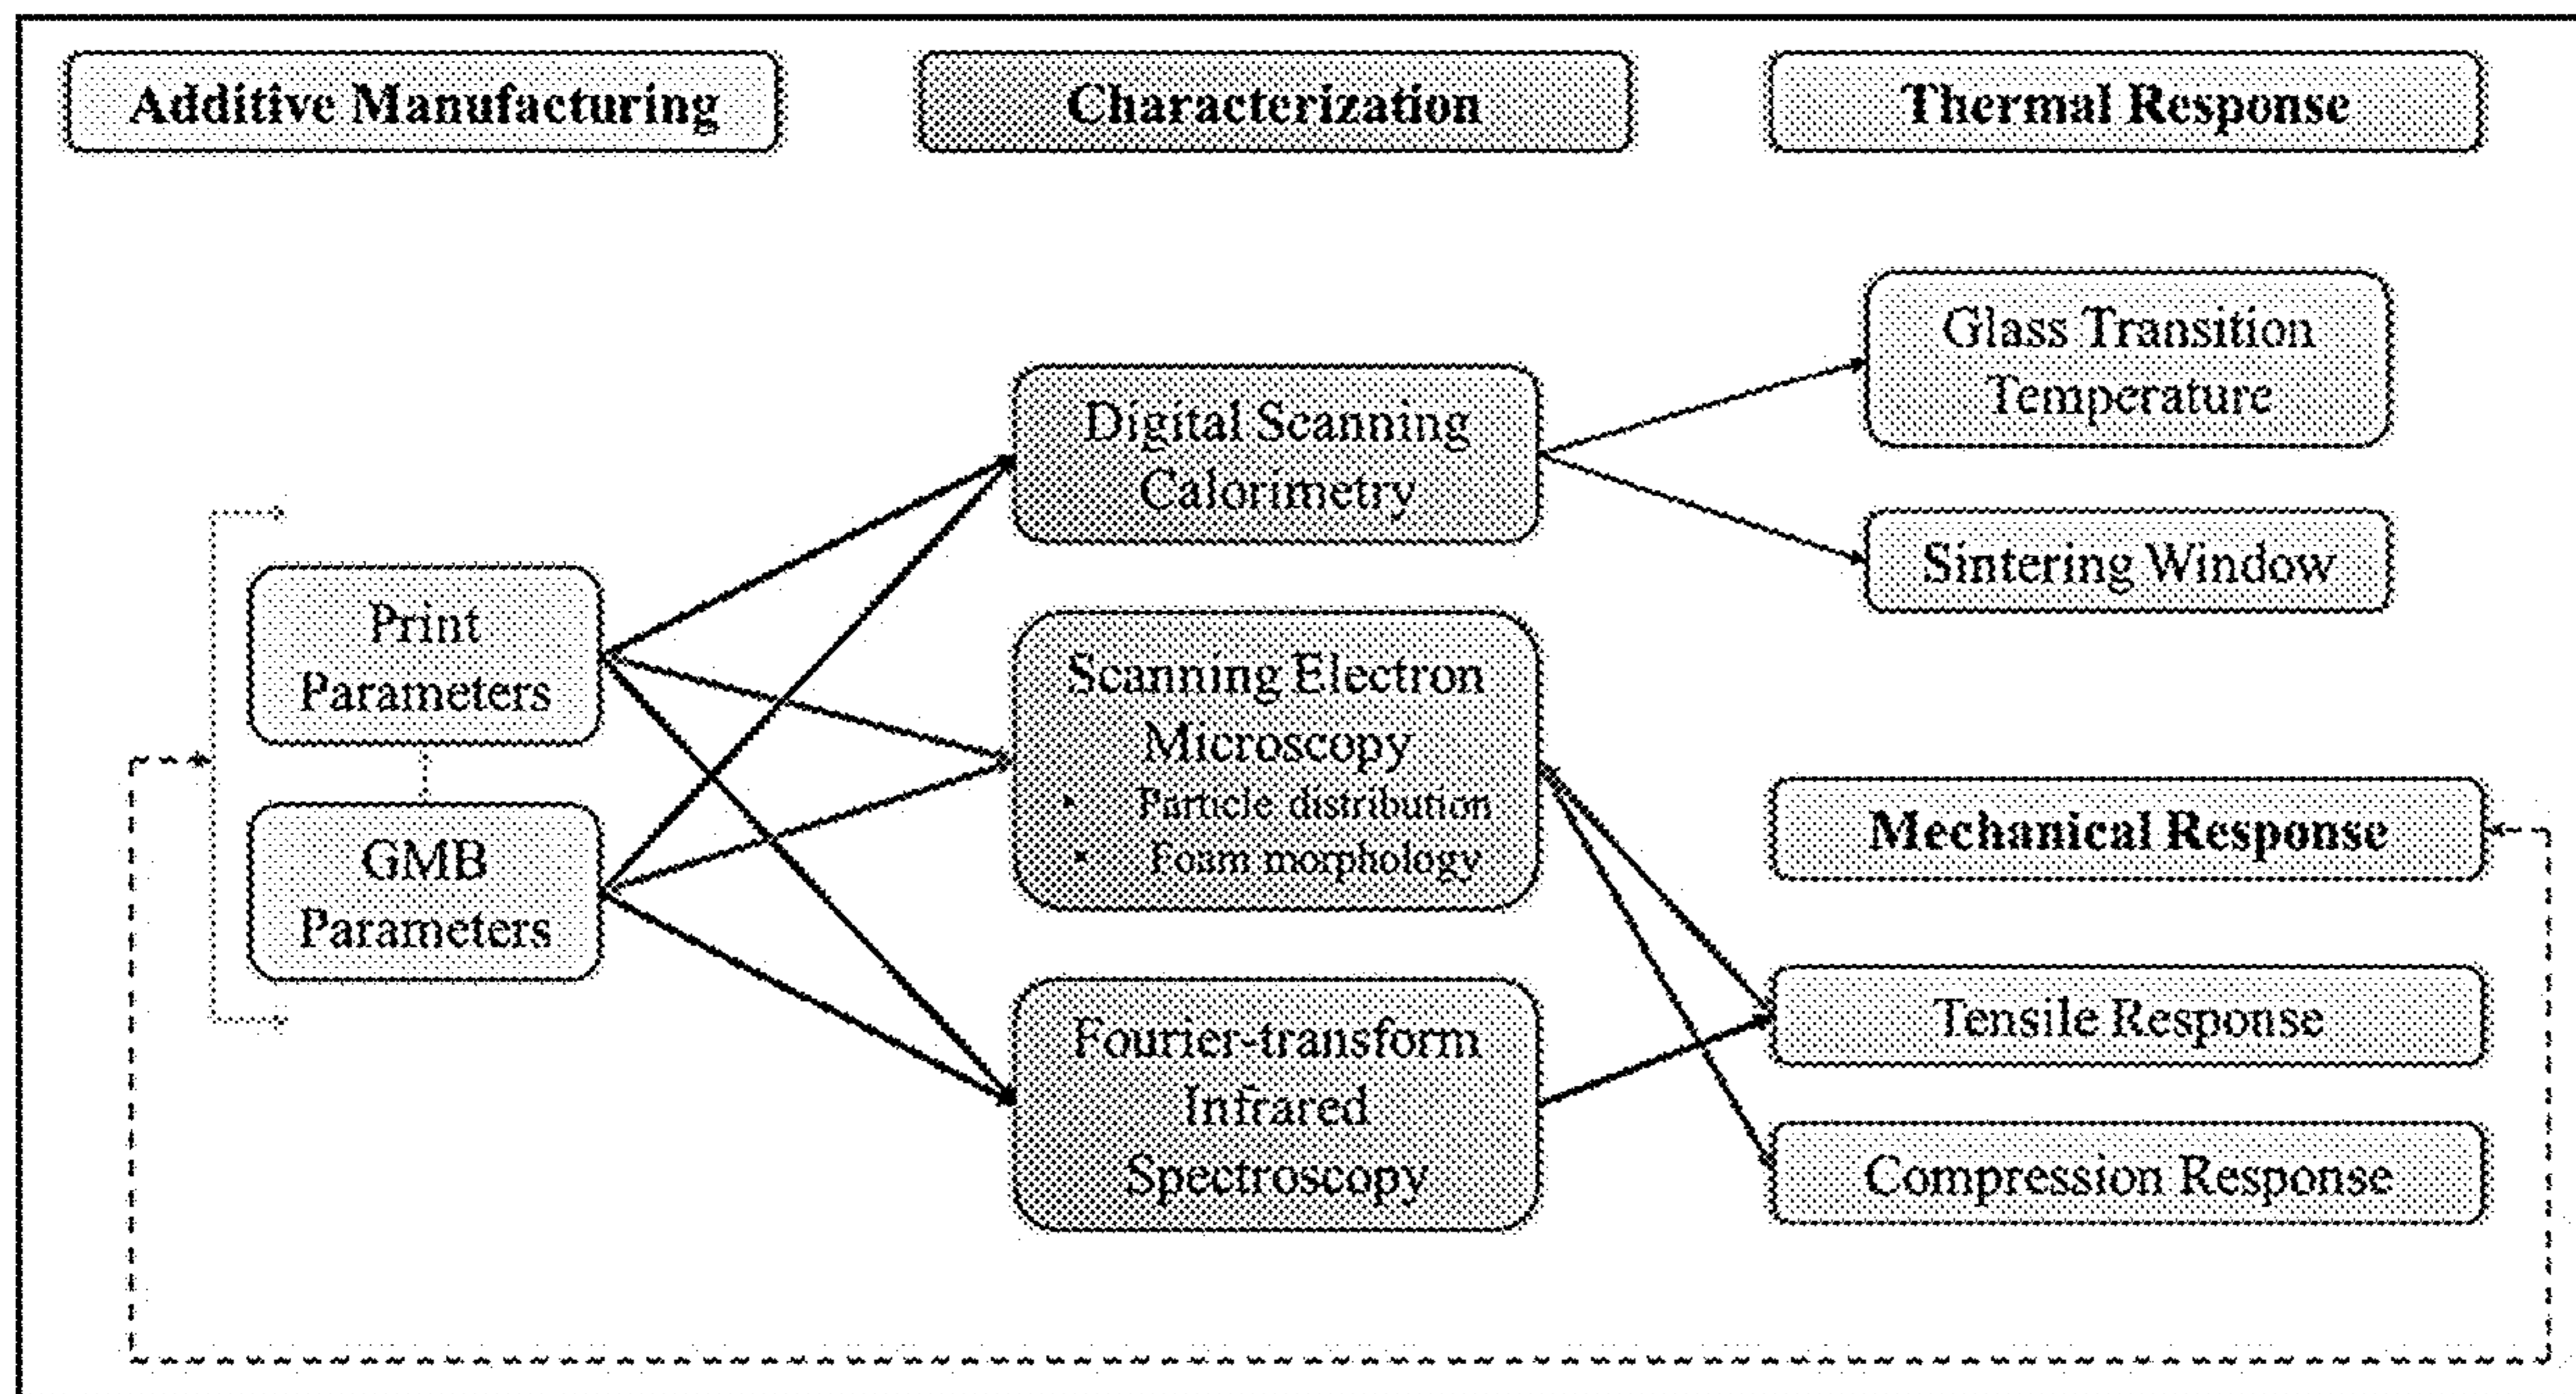 Additive Manufacturing
Characterization
Thermal Response
Print
Parameters
GMB
Parameters
Digital Scanning
Calorimetry
Scanning Electron
Microscopy
• Particle distribution
• Foam morphology
Fourier-transform
Infrared
Spectroscopy
Glass Transition
Temperature
Sintering Window
Mechanical Response
Tensile Response
Compression Response